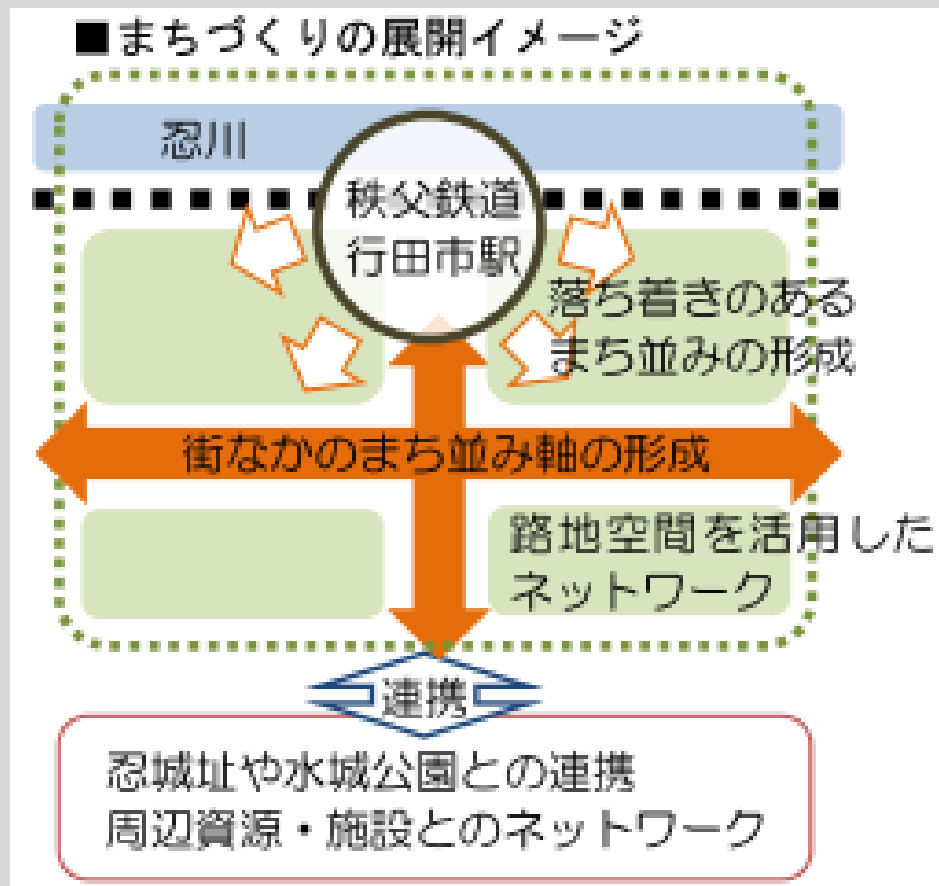 ■まちづくりの展開イメージ
忍川
秩父鉄道
行田市駅
落ち着きのある
まち並みの形成
街なかのまち並み軸の形成
路地空間を活用した
ネットワーク
連携
忍城址や水城公園との連携
周辺資源・施設とのネットワーク